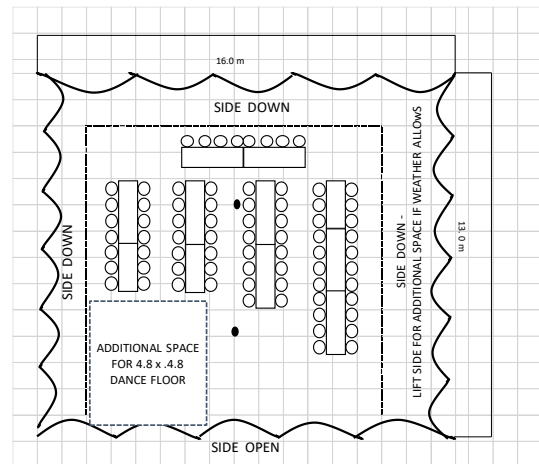 16.0 m
SIDE DOWN
SIDE DOWN
SIDE DOWN -
LIFT SIDE FOR ADDITIONAL SPACE IF WEATHER ALLOWS
13. 0 m
ADDITIONAL SPACE
FOR 4.8 x .4.8
DANCE FLOOR
SIDE OPEN